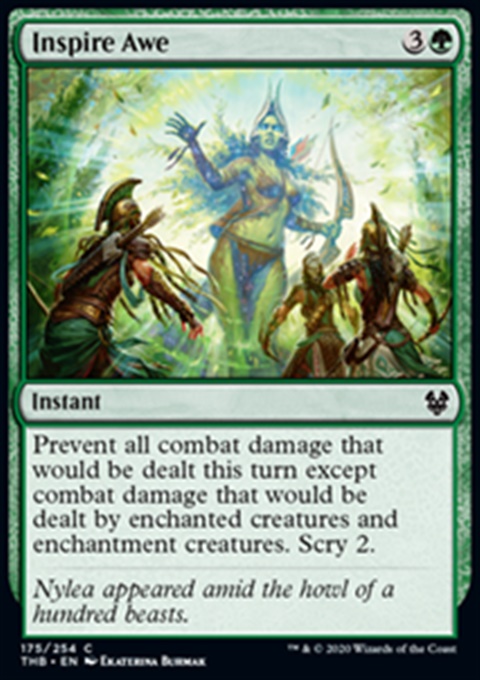 Inspire Awe 3
Instant
Prevent all combat damage that
would be dealt this turn except
combat damage that would be
dealt by enchanted creatures and
enchantment creatures. Scry 2.
Nylea appeared amid the howl of a
hundred beasts.
175/254 C
THB • EN Ekaterina Burmak
™ & © 2020 Wizards of the Coast